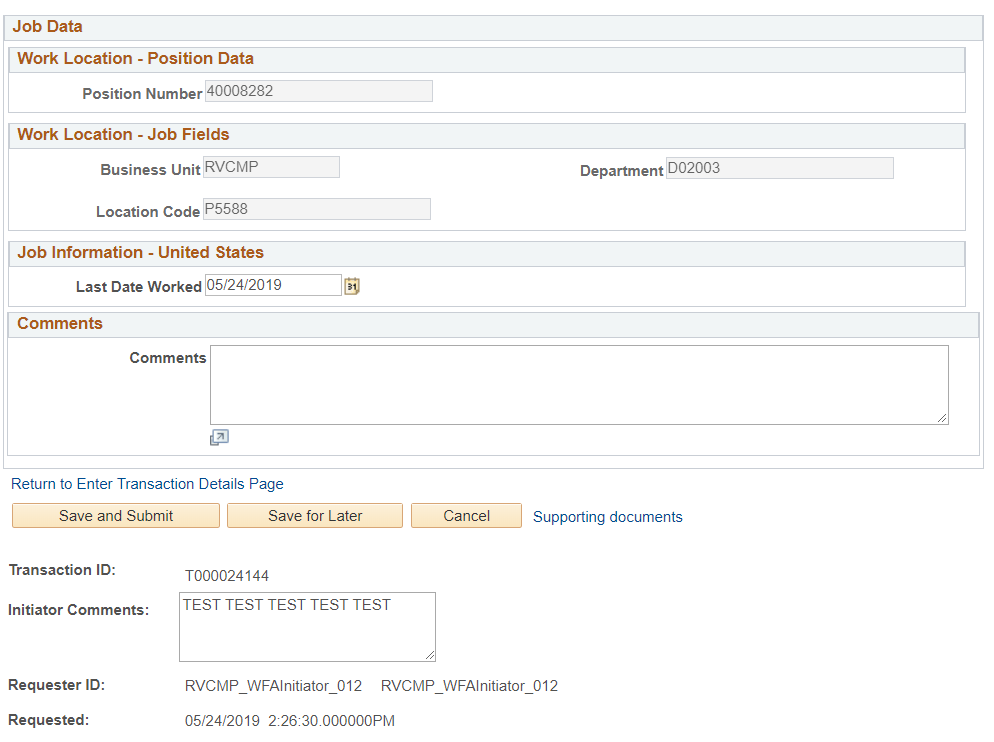 Job Data
Work Location - Position Data
Position Number 40008282
Work Location - Job Fields
Business Unit RVCMP Department D02003
Location Code P5588
Job Information - United States
Last Date Worked 05/24/2019 31
Comments
Comments
Return to Enter Transaction Details Page
Save and Submit Save for Later Cancel Supporting documents
Transaction ID: T000024144
Initiator Comments: TEST TEST TEST TEST TEST
Requester ID: RVCMP_WFAInitiator_012 RVCMP_WFAInitiator_012
Requested: 05/24/2019 2:26:30.000000PM